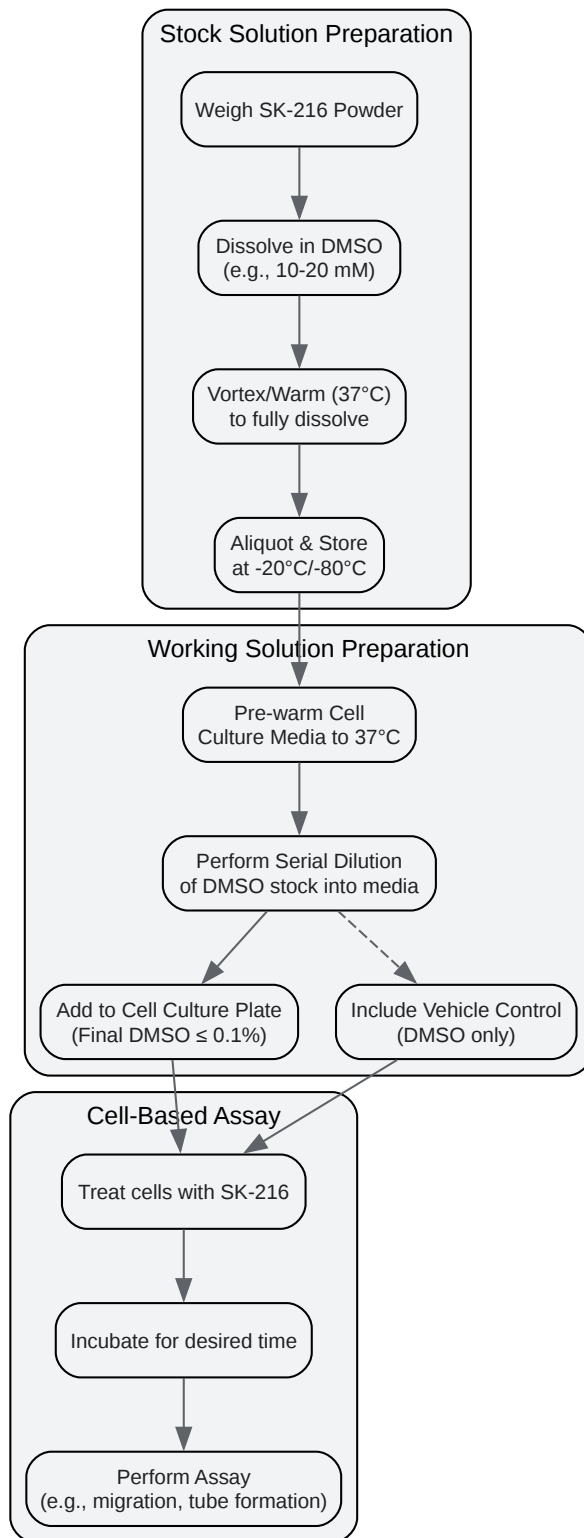 Stock Solution Preparation
Weigh SK-216 Powder
Dissolve in DMSO
(e.g., 10-20 mM)
Vortex/Warm (37°C)
to fully dissolve
Aliquot & Store
at -20°C/-80°C
Working Solution Preparation
Pre-warm Cell
Culture Media to 37°C
Perform Serial Dilution
of DMSO stock into media
Add to Cell Culture Plate
(Final DMSO ≤ 0.1%)
Include Vehicle Control
(DMSO only)
Cell-Based Assay
Treat cells with SK-216
Incubate for desired time
Perform Assay
(e.g., migration, tube formation)